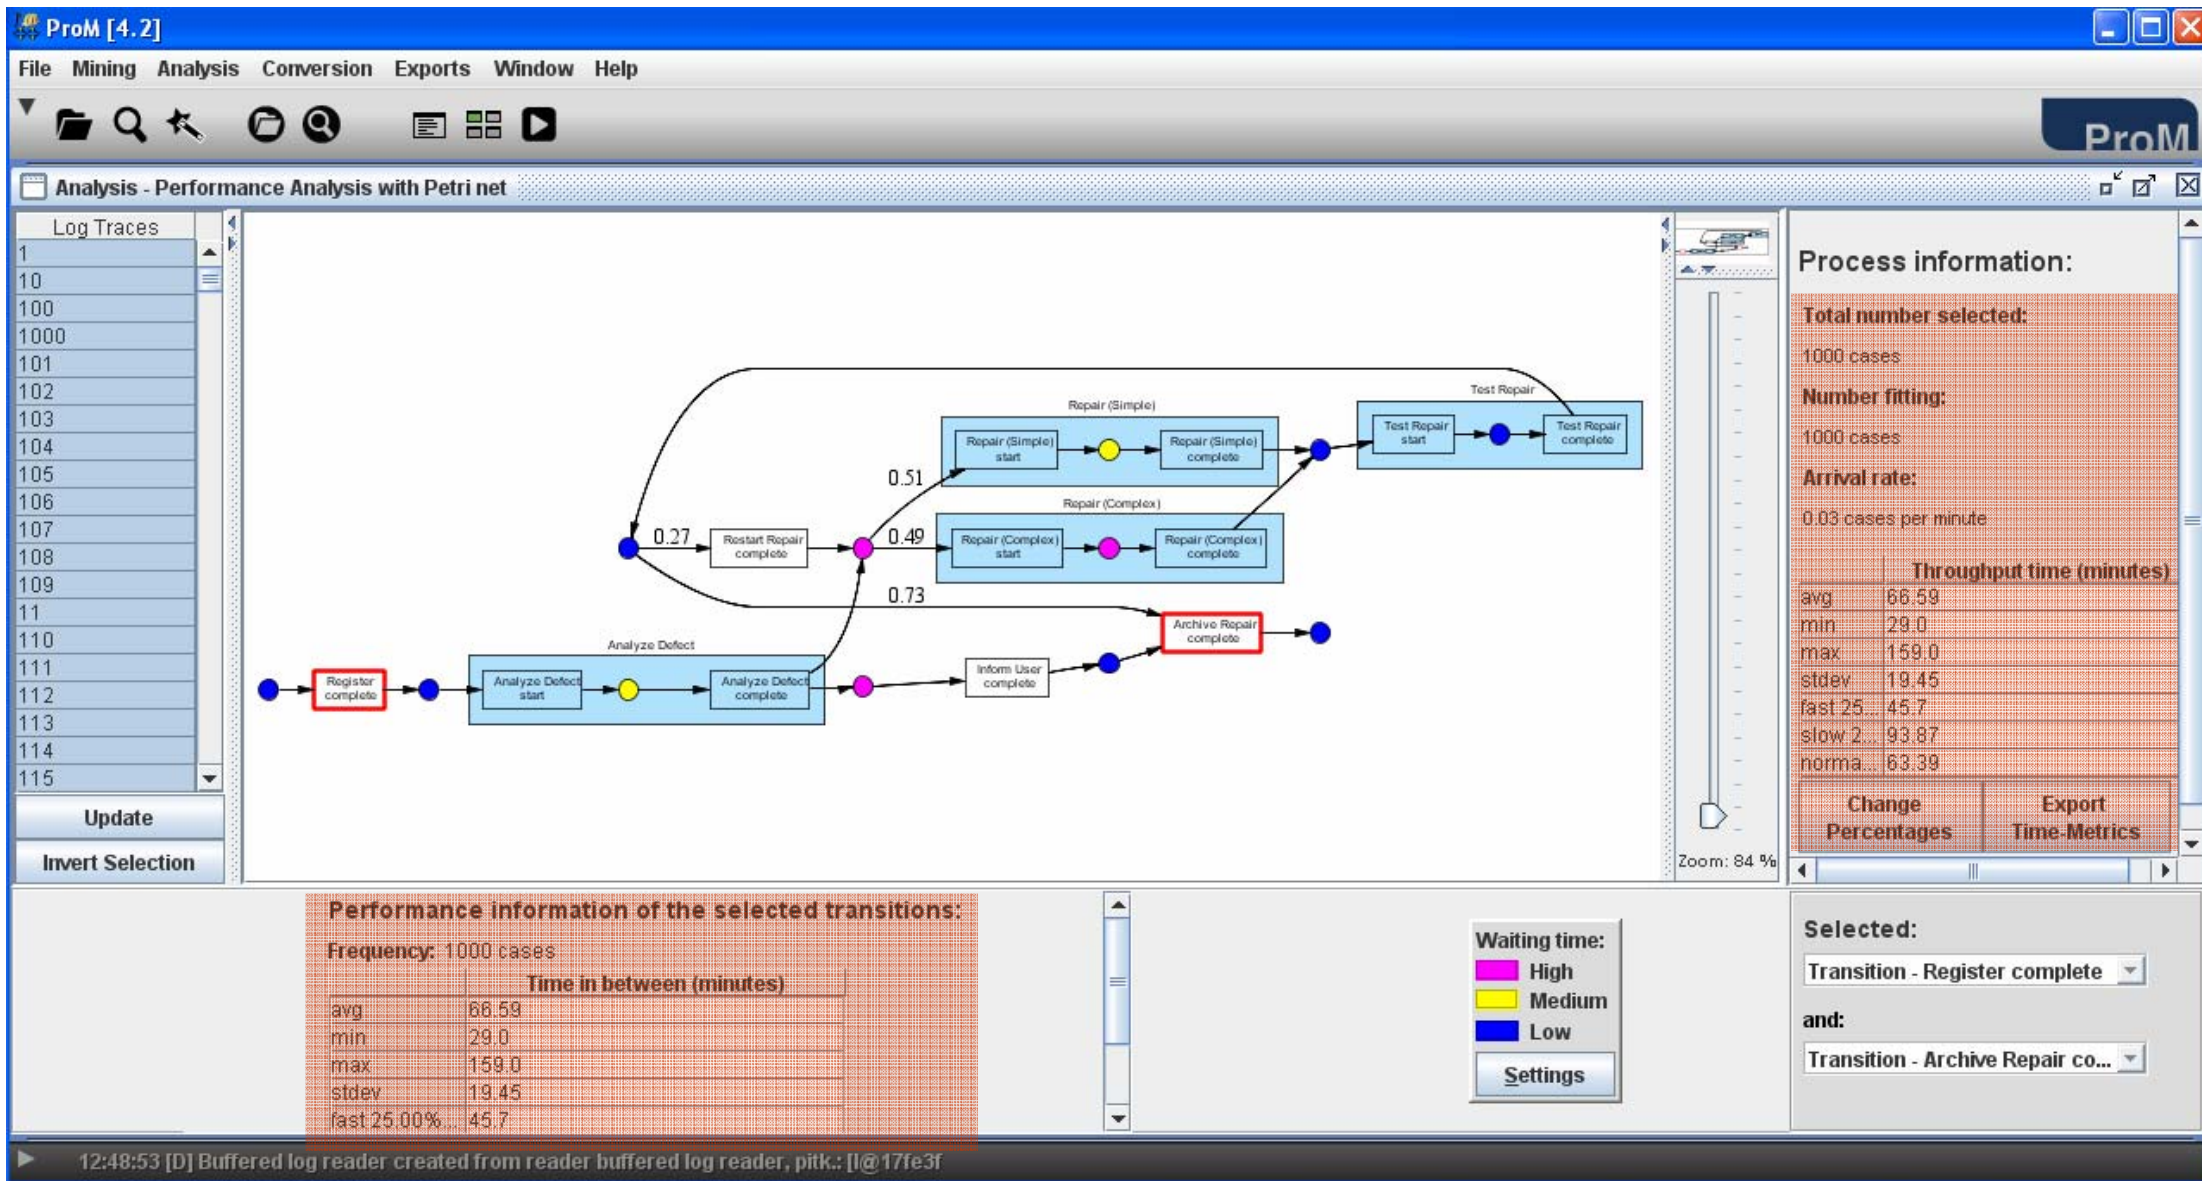 ProM [4.2]
File Mining Analysis Conversion Exports Window Help
ProM
Analysis - Performance Analysis with Petri net
Log Traces
1
10
100
1000
101
102
103
104
105
106
107
108
109
11
110
111
112
113
114
115
Update
Invert Selection
Test Repair
Test Repair
start
Test Repair
complete
Repair (Simple)
Repair (Simple)
start
Repair (Simple)
complete
0.51
Repair (Complex)
0.27
Restart Repair
complete
0.49
Repair (Complex)
start
Repair (Complex)
complete
0.73
Archive Repair
complete
Analyze Defect
Register
complete
Analyze Defect
start
Analyze Defect
complete
Inform User
complete
Zoom: 84 %
Process information:
Total number selected:
1000 cases
Number fitting:
1000 cases
Arrival rate:
0.03 cases per minute
Throughput time (minutes)
avg 66.59
min 29.0
max 159.0
stdev 19.45
fast 25... 45.7
slow 2... 93.87
norma... 63.39
Change
Percentages
Export
Time-Metrics
Performance information of the selected transitions:
Frequency: 1000 cases
Time in between (minutes)
avg 66.59
min 29.0
max 159.0
stdev 19.45
fast 25.00%... 45.7
Waiting time:
High
Medium
Low
Settings
Selected:
Transition - Register complete
and:
Transition - Archive Repair co...
12:48:53 [D] Buffered log reader created from reader buffered log reader, pitk.: [I@17fe3f